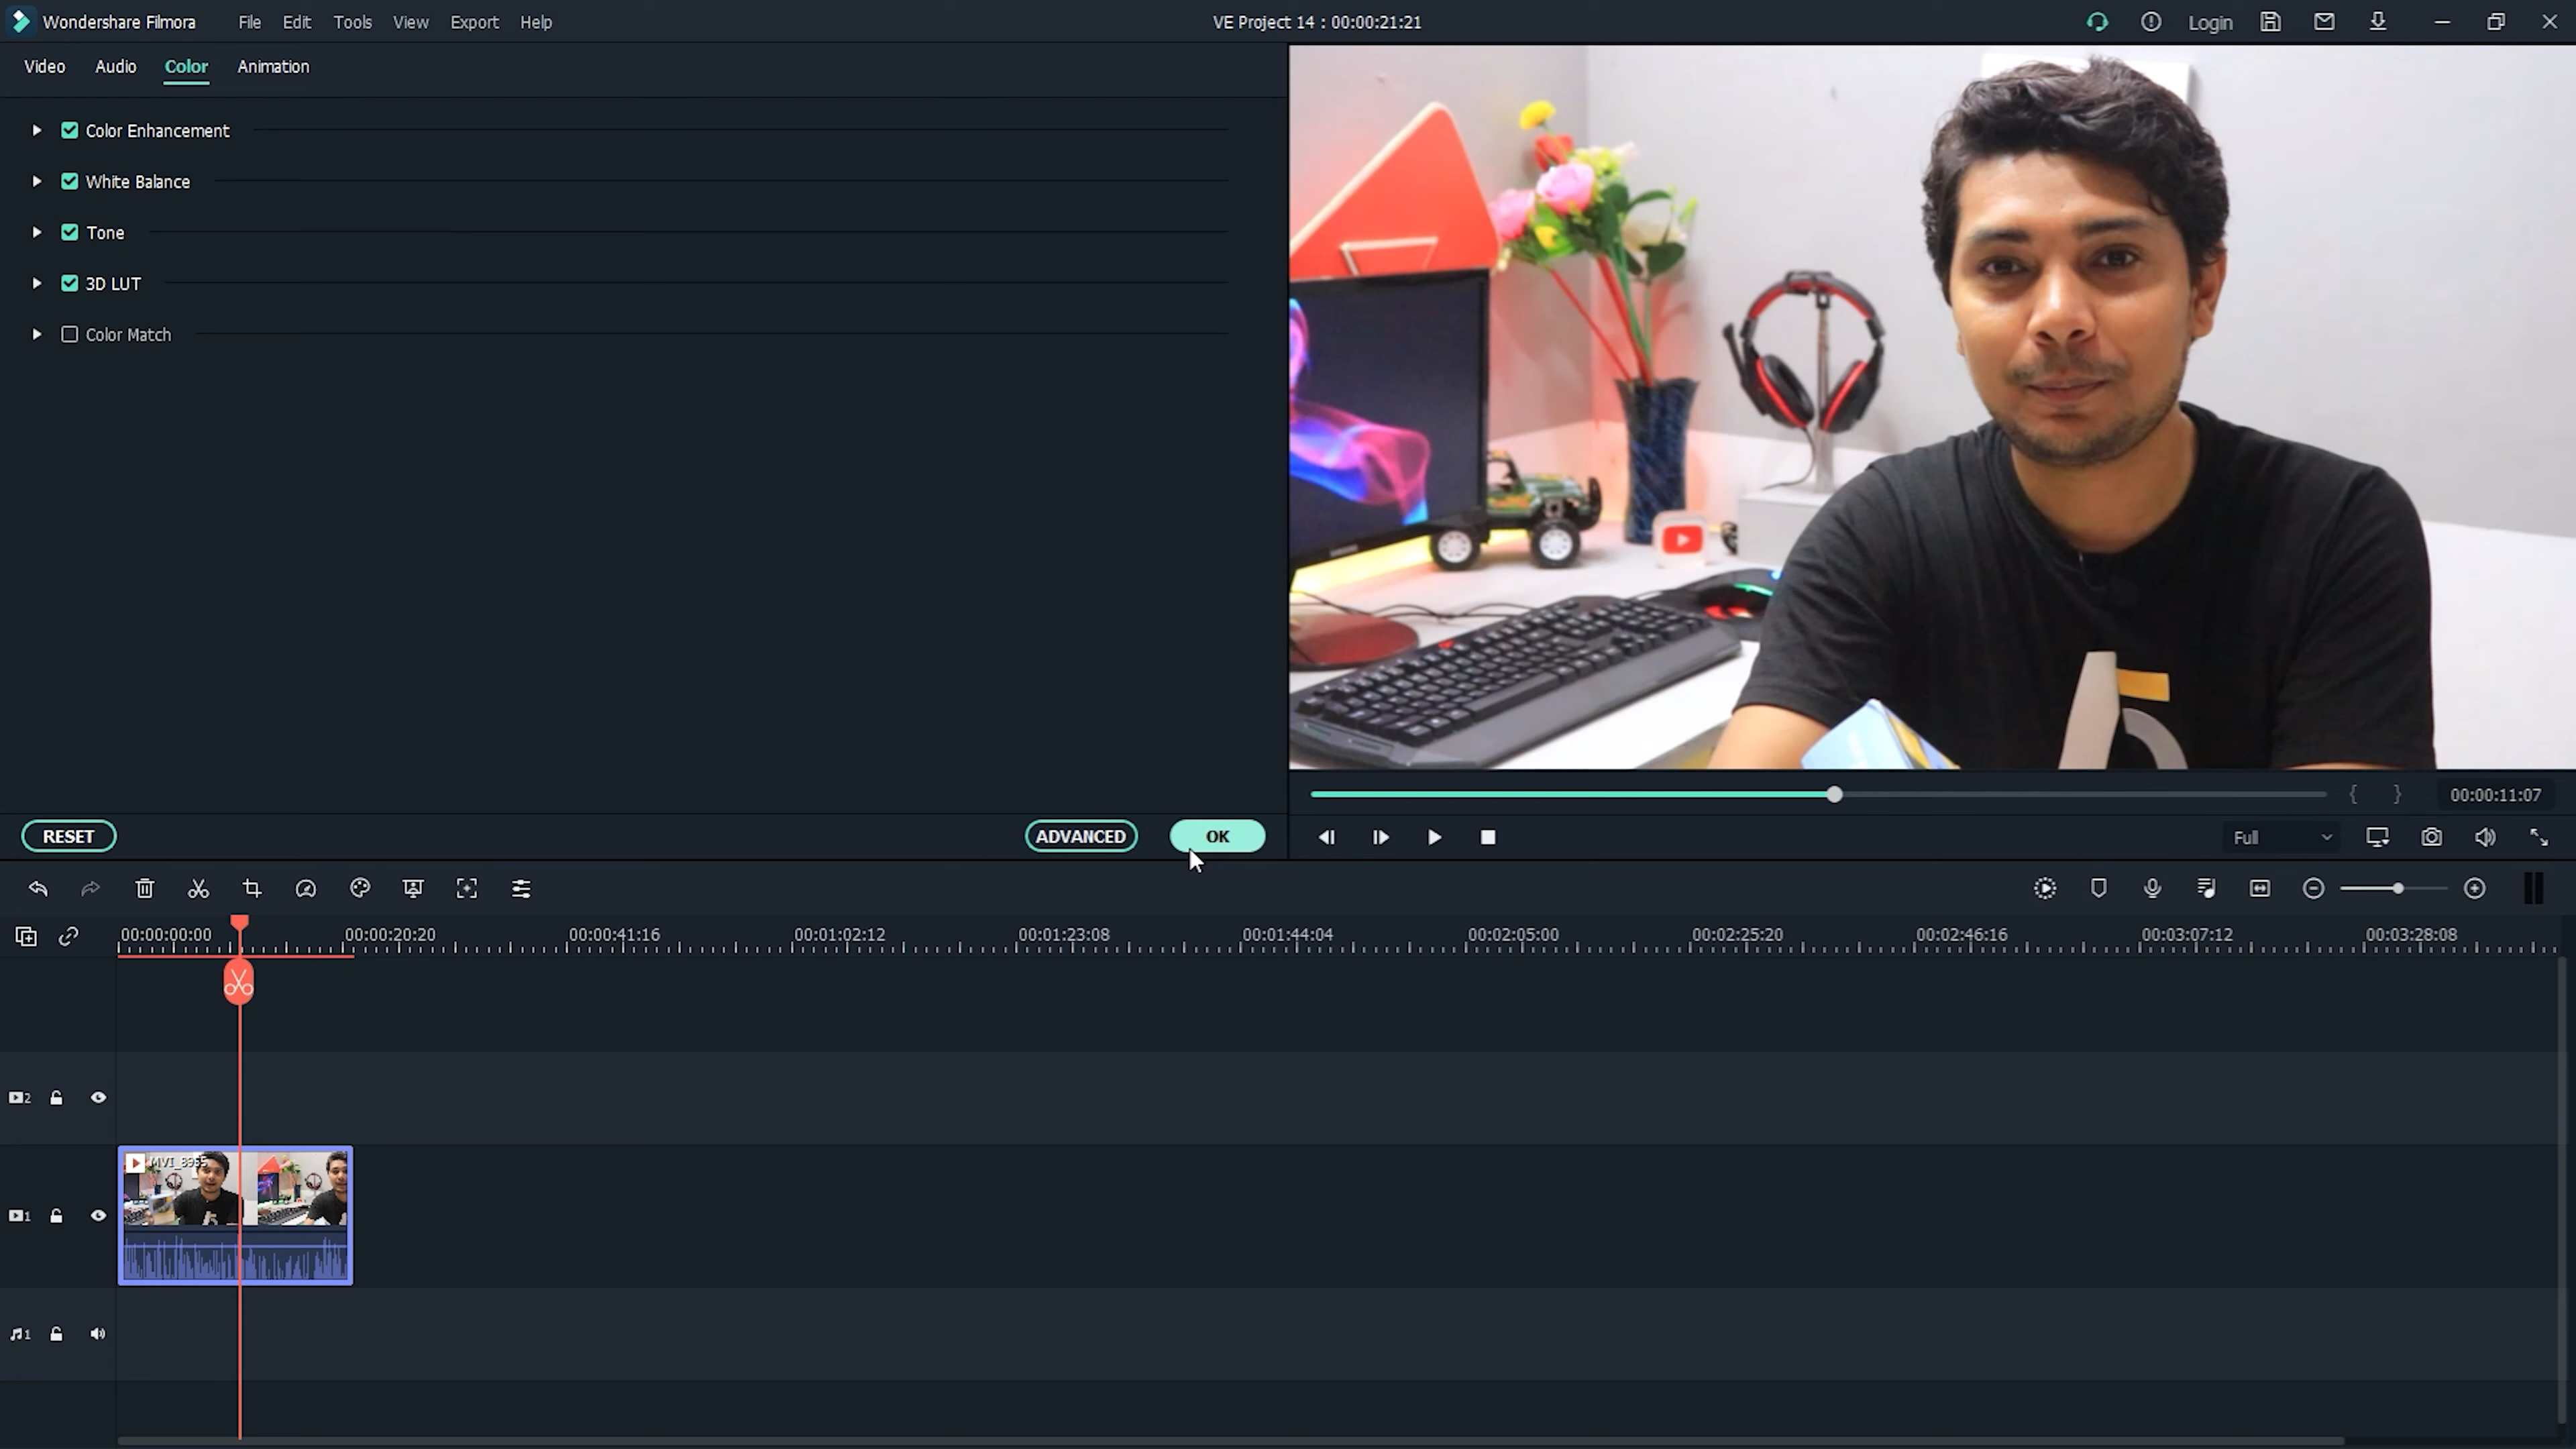 Wondershare Filmora File Edit Tools View Export Help VE Project 14 : 00:00:21:21 Login
Video Audio Color Animation
Color Enhancement
White Balance
Tone
3D LUT
Color Match
RESET ADVANCED OK
00:00:11:07
Full
00:00:00:00 00:00:20:20 00:00:41:16 00:01:02:12 00:01:23:08 00:01:44:04 00:02:05:00 00:02:25:20 00:02:46:16 00:03:07:12 00:03:28:08
2
MVI_8955
1
1